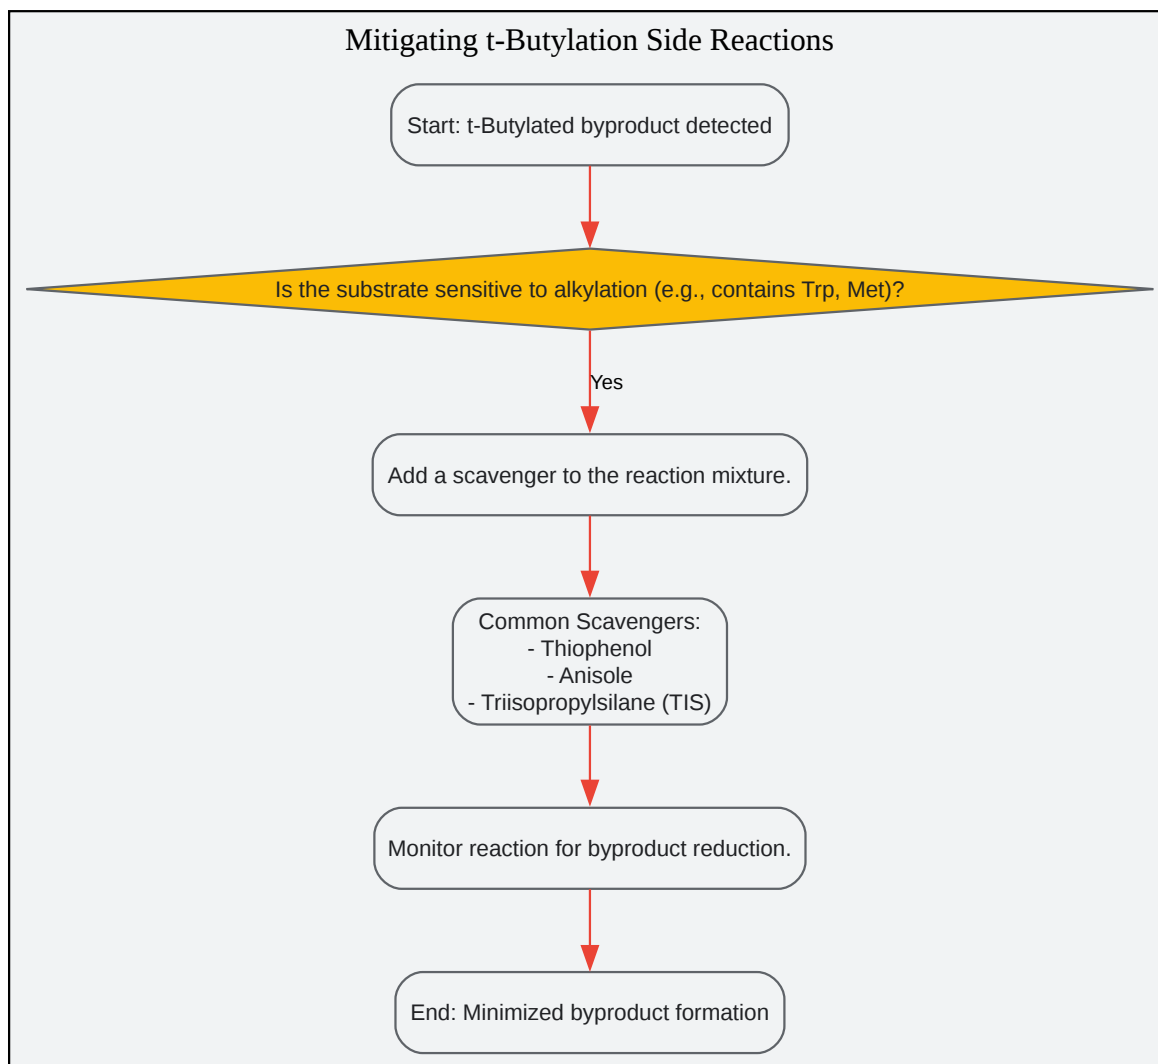 Mitigating t-Butylation Side Reactions
Start: t-Butylated byproduct detected
Is the substrate sensitive to alkylation (e.g., contains Trp, Met)?
Yes
Add a scavenger to the reaction mixture.
Common Scavengers:
- Thiophenol
- Anisole
- Triisopropylsilane (TIS)
Monitor reaction for byproduct reduction.
End: Minimized byproduct formation